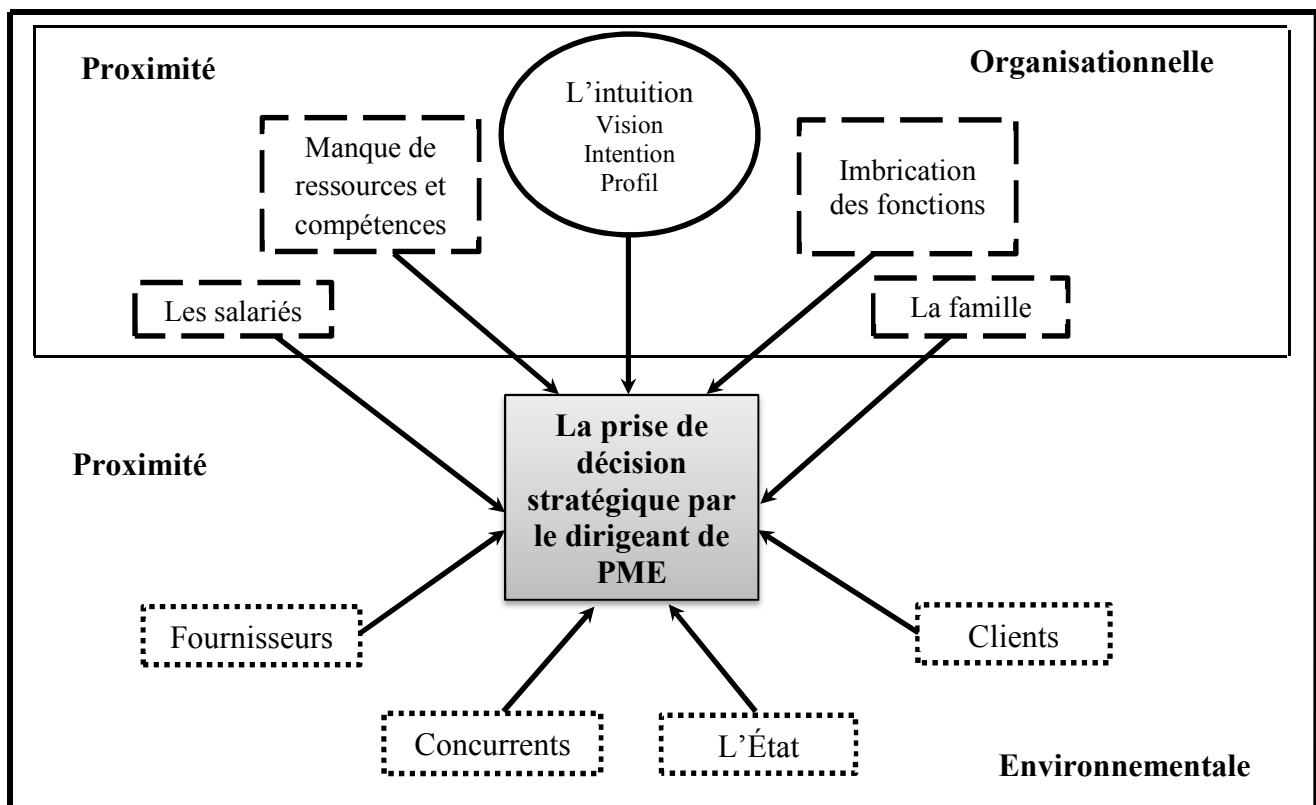 Proximité
Organisationnelle
L’intuition
Vision
Intention
Profil
Manque de
ressources et
compétences
Imbrication
des fonctions
Les salariés
La famille
La prise de
décision
stratégique par
le dirigeant de
PME
Proximité
Fournisseurs
Clients
Concurrents
L’État
Environnementale